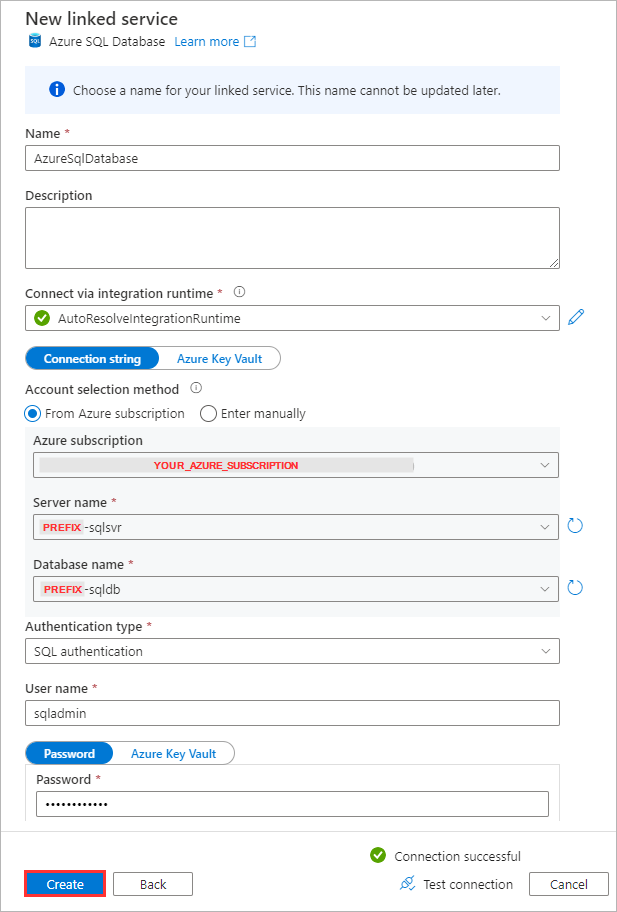 New linked service
SQL Azure SQL Database Learn more
Choose a name for your linked service. This name cannot be updated later.
Name *
AzureSqlDatabase
Description
Connect via integration runtime *
AutoResolveIntegrationRuntime
Connection string Azure Key Vault
Account selection method
From Azure subscription Enter manually
Azure subscription
YOUR_AZURE_SUBSCRIPTION
Server name *
PREFIX-sqlsvr
Database name *
PREFIX-sqldb
Authentication type *
SQL authentication
User name *
sqladmin
Password Azure Key Vault
Password *
••••••••••••
Connection successful
Create Back Test connection Cancel